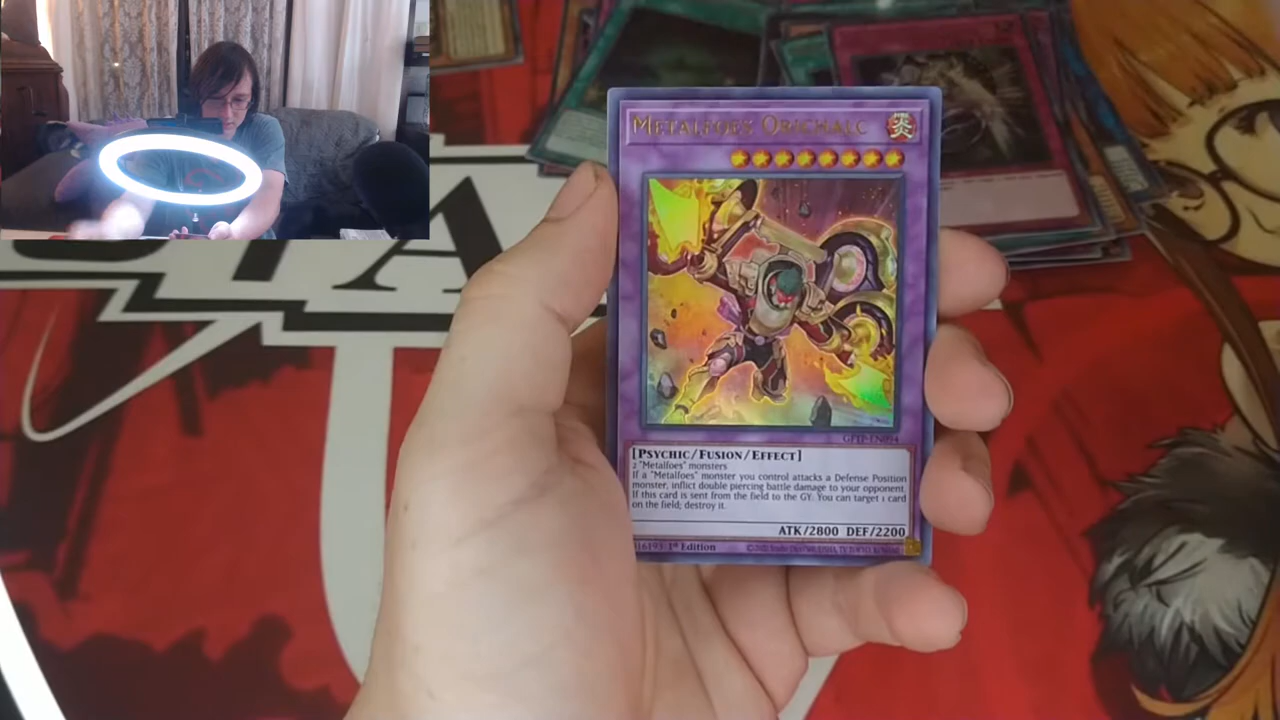 METALFOES ORICHALC
炎
GFTP-EN094
[PSYCHIC/FUSION/EFFECT]
2 "Metalfoes" monsters
If a "Metalfoes" monster you control attacks a Defense Position
monster, inflict double piercing battle damage to your opponent.
If this card is sent from the field to the GY: You can target 1 card
on the field; destroy it.
ATK/2800 DEF/2200
1st Edition